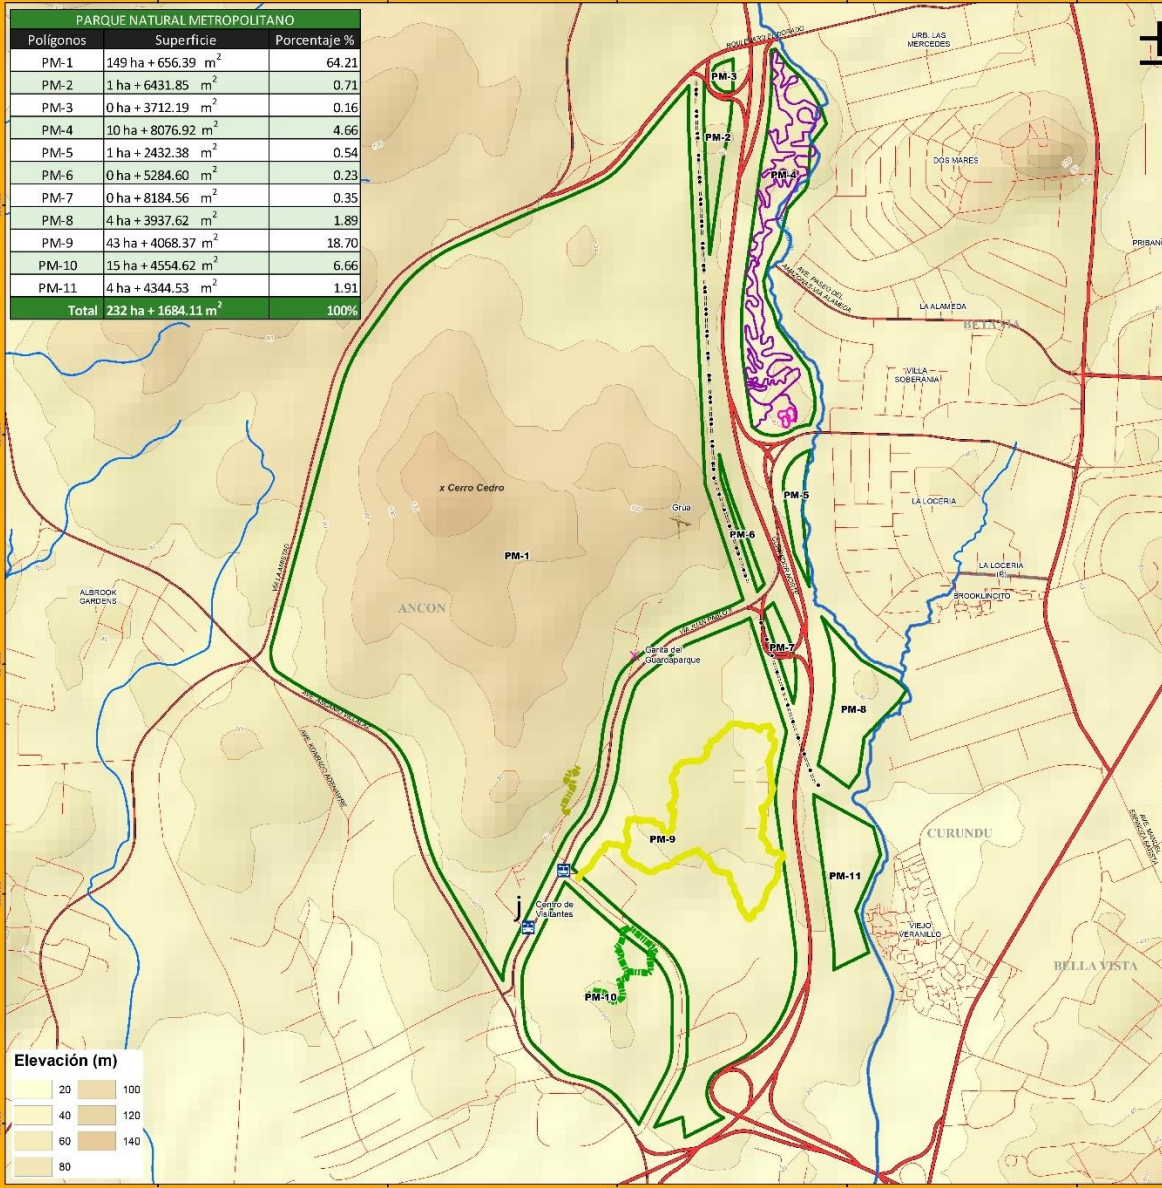 PARQUE NATURAL METROPOLITANO
Polígonos Superficie Porcentaje %
PM-1 149 ha + 656.39 m² 64.21
PM-2 1 ha + 6431.85 m² 0.71
PM-3 0 ha + 3712.19 m² 0.16
PM-4 10 ha + 8076.92 m² 4.66
PM-5 1 ha + 2432.38 m² 0.54
PM-6 0 ha + 5284.60 m² 0.23
PM-7 0 ha + 8184.56 m² 0.35
PM-8 4 ha + 3937.62 m² 1.89
PM-9 43 ha + 4068.37 m² 18.70
PM-10 15 ha + 4554.62 m² 6.66
PM-11 4 ha + 4344.53 m² 1.91
Total 232 ha + 1684.11 m² 100%
URB. LAS
MERCEDES
PM-3
PM-2
DOS MARES
PM-4
AVE. PASEO DEL
AMAZONAS-VIA ALAMEDA
LA ALAMEDA
BETANIA
VILLA
SOBERANIA
x Cerro Cedro
PM-5
LA LOCERIA
Grua
PM-6
PM-1
LA LOCERIA
BROOKLINCITO
ALBROOK
GARDENS
ANCON
Garita del
Guardaparque
PM-7
PM-8
PM-9
CURUNDU
PM-11
j
Centro de
Visitantes
VIEJO
VERANILLO
BELLA VISTA
PM-10
Elevación (m)
20 100
40 120
60 140
80